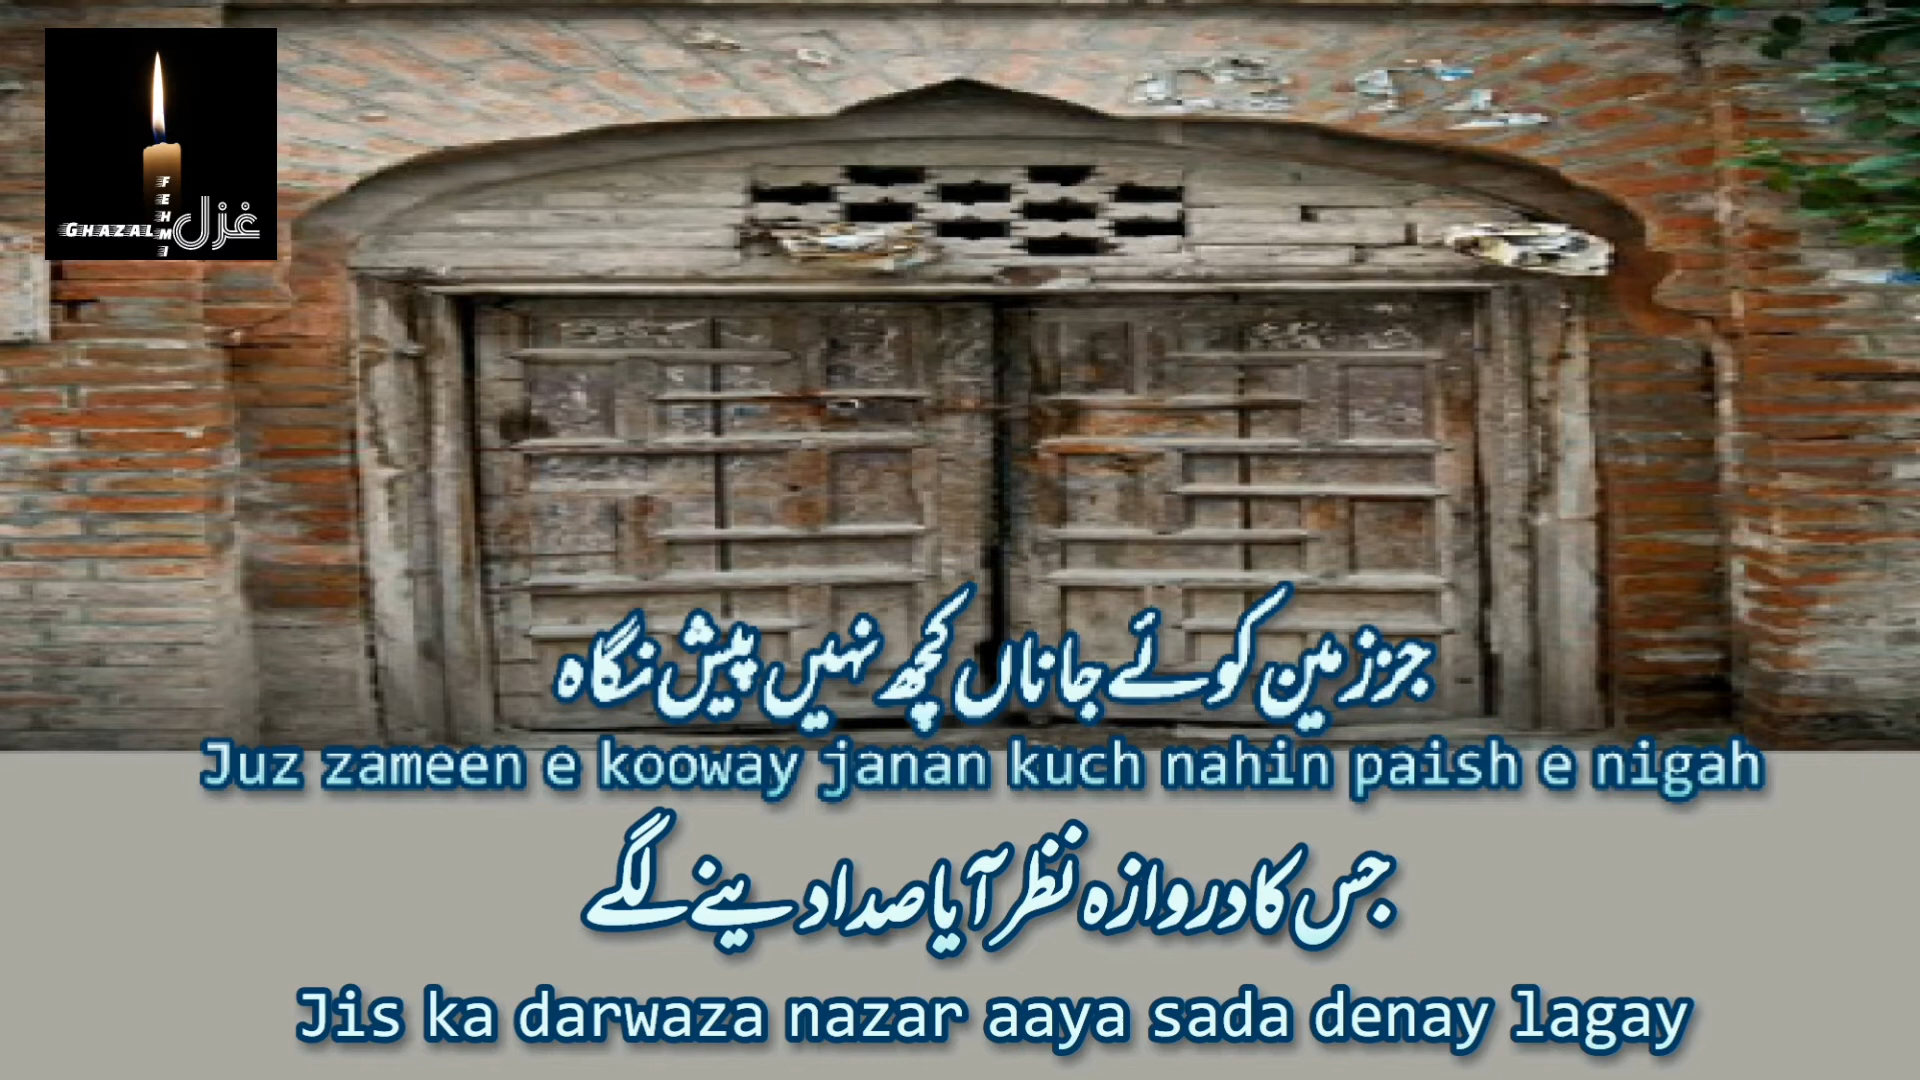 GHAZAL
FEHMI
غزل
جز زمین کوئے جاناں کچھ نہیں پیش نگاہ
Juz zameen e kooway janan kuch nahin paish e nigah
جس کا دروازہ نظر آیا صدا دینے لگے
Jis ka darwaza nazar aaya sada denay lagay